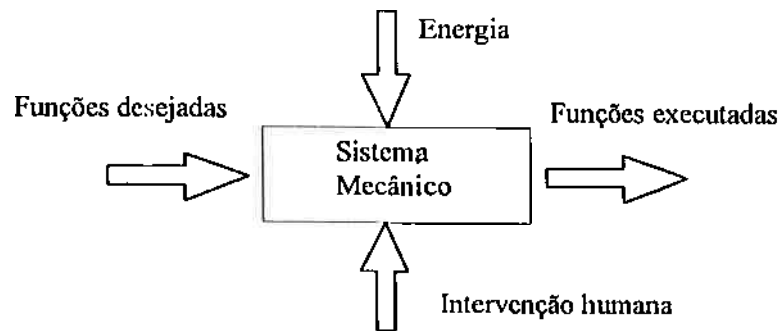 Energia
Funções desejadas
Funções executadas
Sistema
Mecânico
Intervenção humana